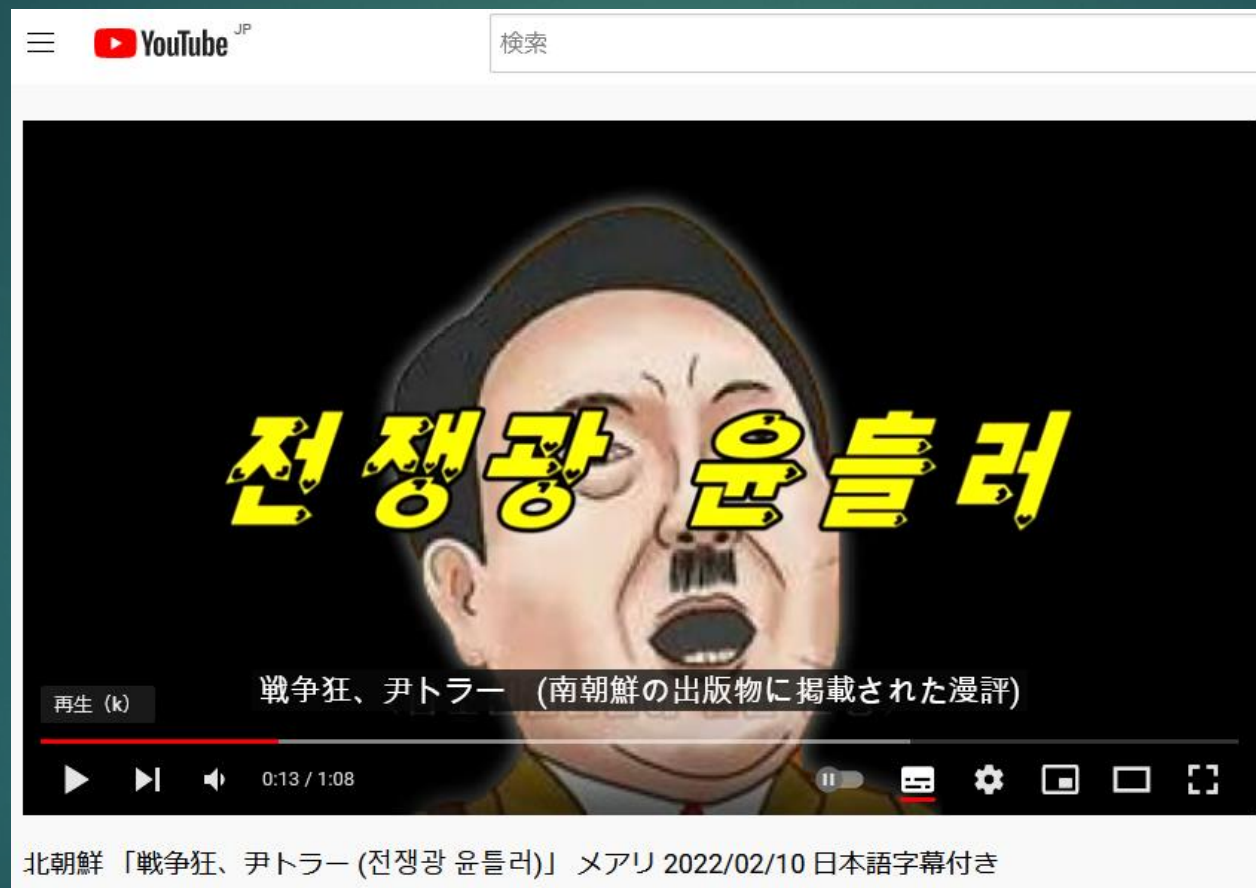 YouTube JP
検索
전쟁광 윤틀러
戦争狂、尹トラー (南朝鮮の出版物に掲載された漫評)
再生 (k)
0:13 / 1:08
北朝鮮 「戦争狂、尹トラー (전쟁광 윤틀러)」 メアリ 2022/02/10 日本語字幕付き